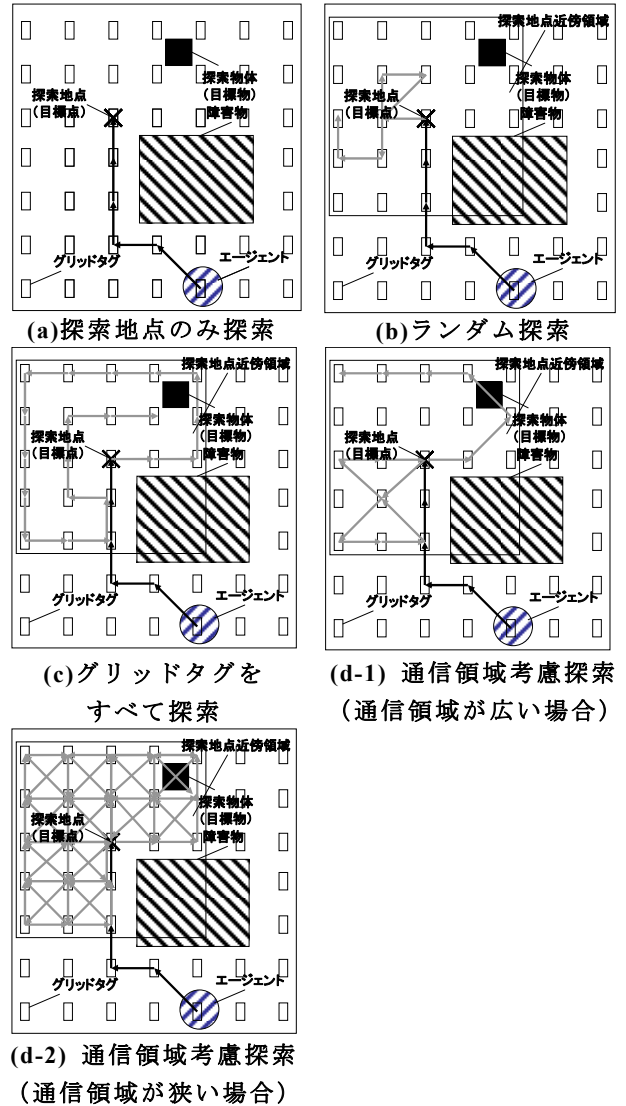 探索物体
(目標物)
障害物
探索地点
(目標点)
グリッドタグ
エージェント
(a)探索地点のみ探索
探索地点近傍領域
探索物体
(目標物)
障害物
探索地点
(目標点)
グリッドタグ
エージェント
(b)ランダム探索
探索地点近傍領域
探索物体
(目標物)
障害物
探索地点
(目標点)
グリッドタグ
エージェント
(c)グリッドタグを
すべて探索
探索地点近傍領域
探索物体
(目標物)
障害物
探索地点
(目標点)
グリッドタグ
エージェント
(d-1) 通信領域考慮探索
(通信領域が広い場合)
探索地点近傍領域
探索物体
(目標物)
障害物
探索地点
(目標点)
グリッドタグ
エージェント
(d-2) 通信領域考慮探索
(通信領域が狭い場合)